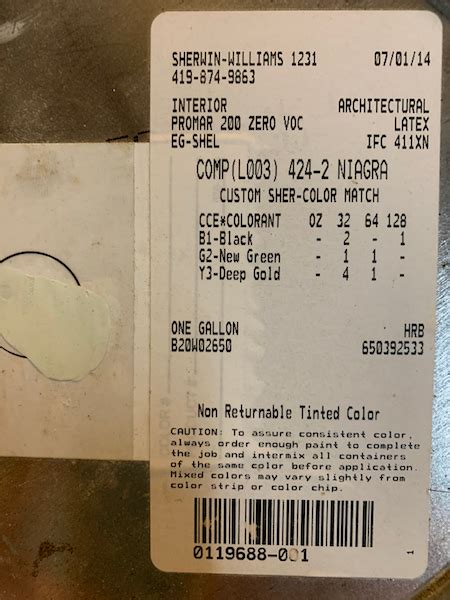 SHERWIN-WILLIAMS 1231 07/01/14
419-874-9863
INTERIOR ARCHITECTURAL
PROMAR 200 ZERO VOC LATEX
EG-SHEL IFC 411XN
COMP(L003) 424-2 NIAGRA
CUSTOM SHER-COLOR MATCH
CCE*COLORANT OZ 32 64 128
B1-Black - 2 - 1
G2-New Green - 1 1 -
Y3-Deep Gold - 4 1 -
ONE GALLON HRB
B20W02650 650392533
Non Returnable Tinted Color
CAUTION: To assure consistent color,
always order enough paint to complete
the job and intermix all containers
of the same color before application.
Mixed colors may vary slightly from
color strip or color chip.
0119688-001 1